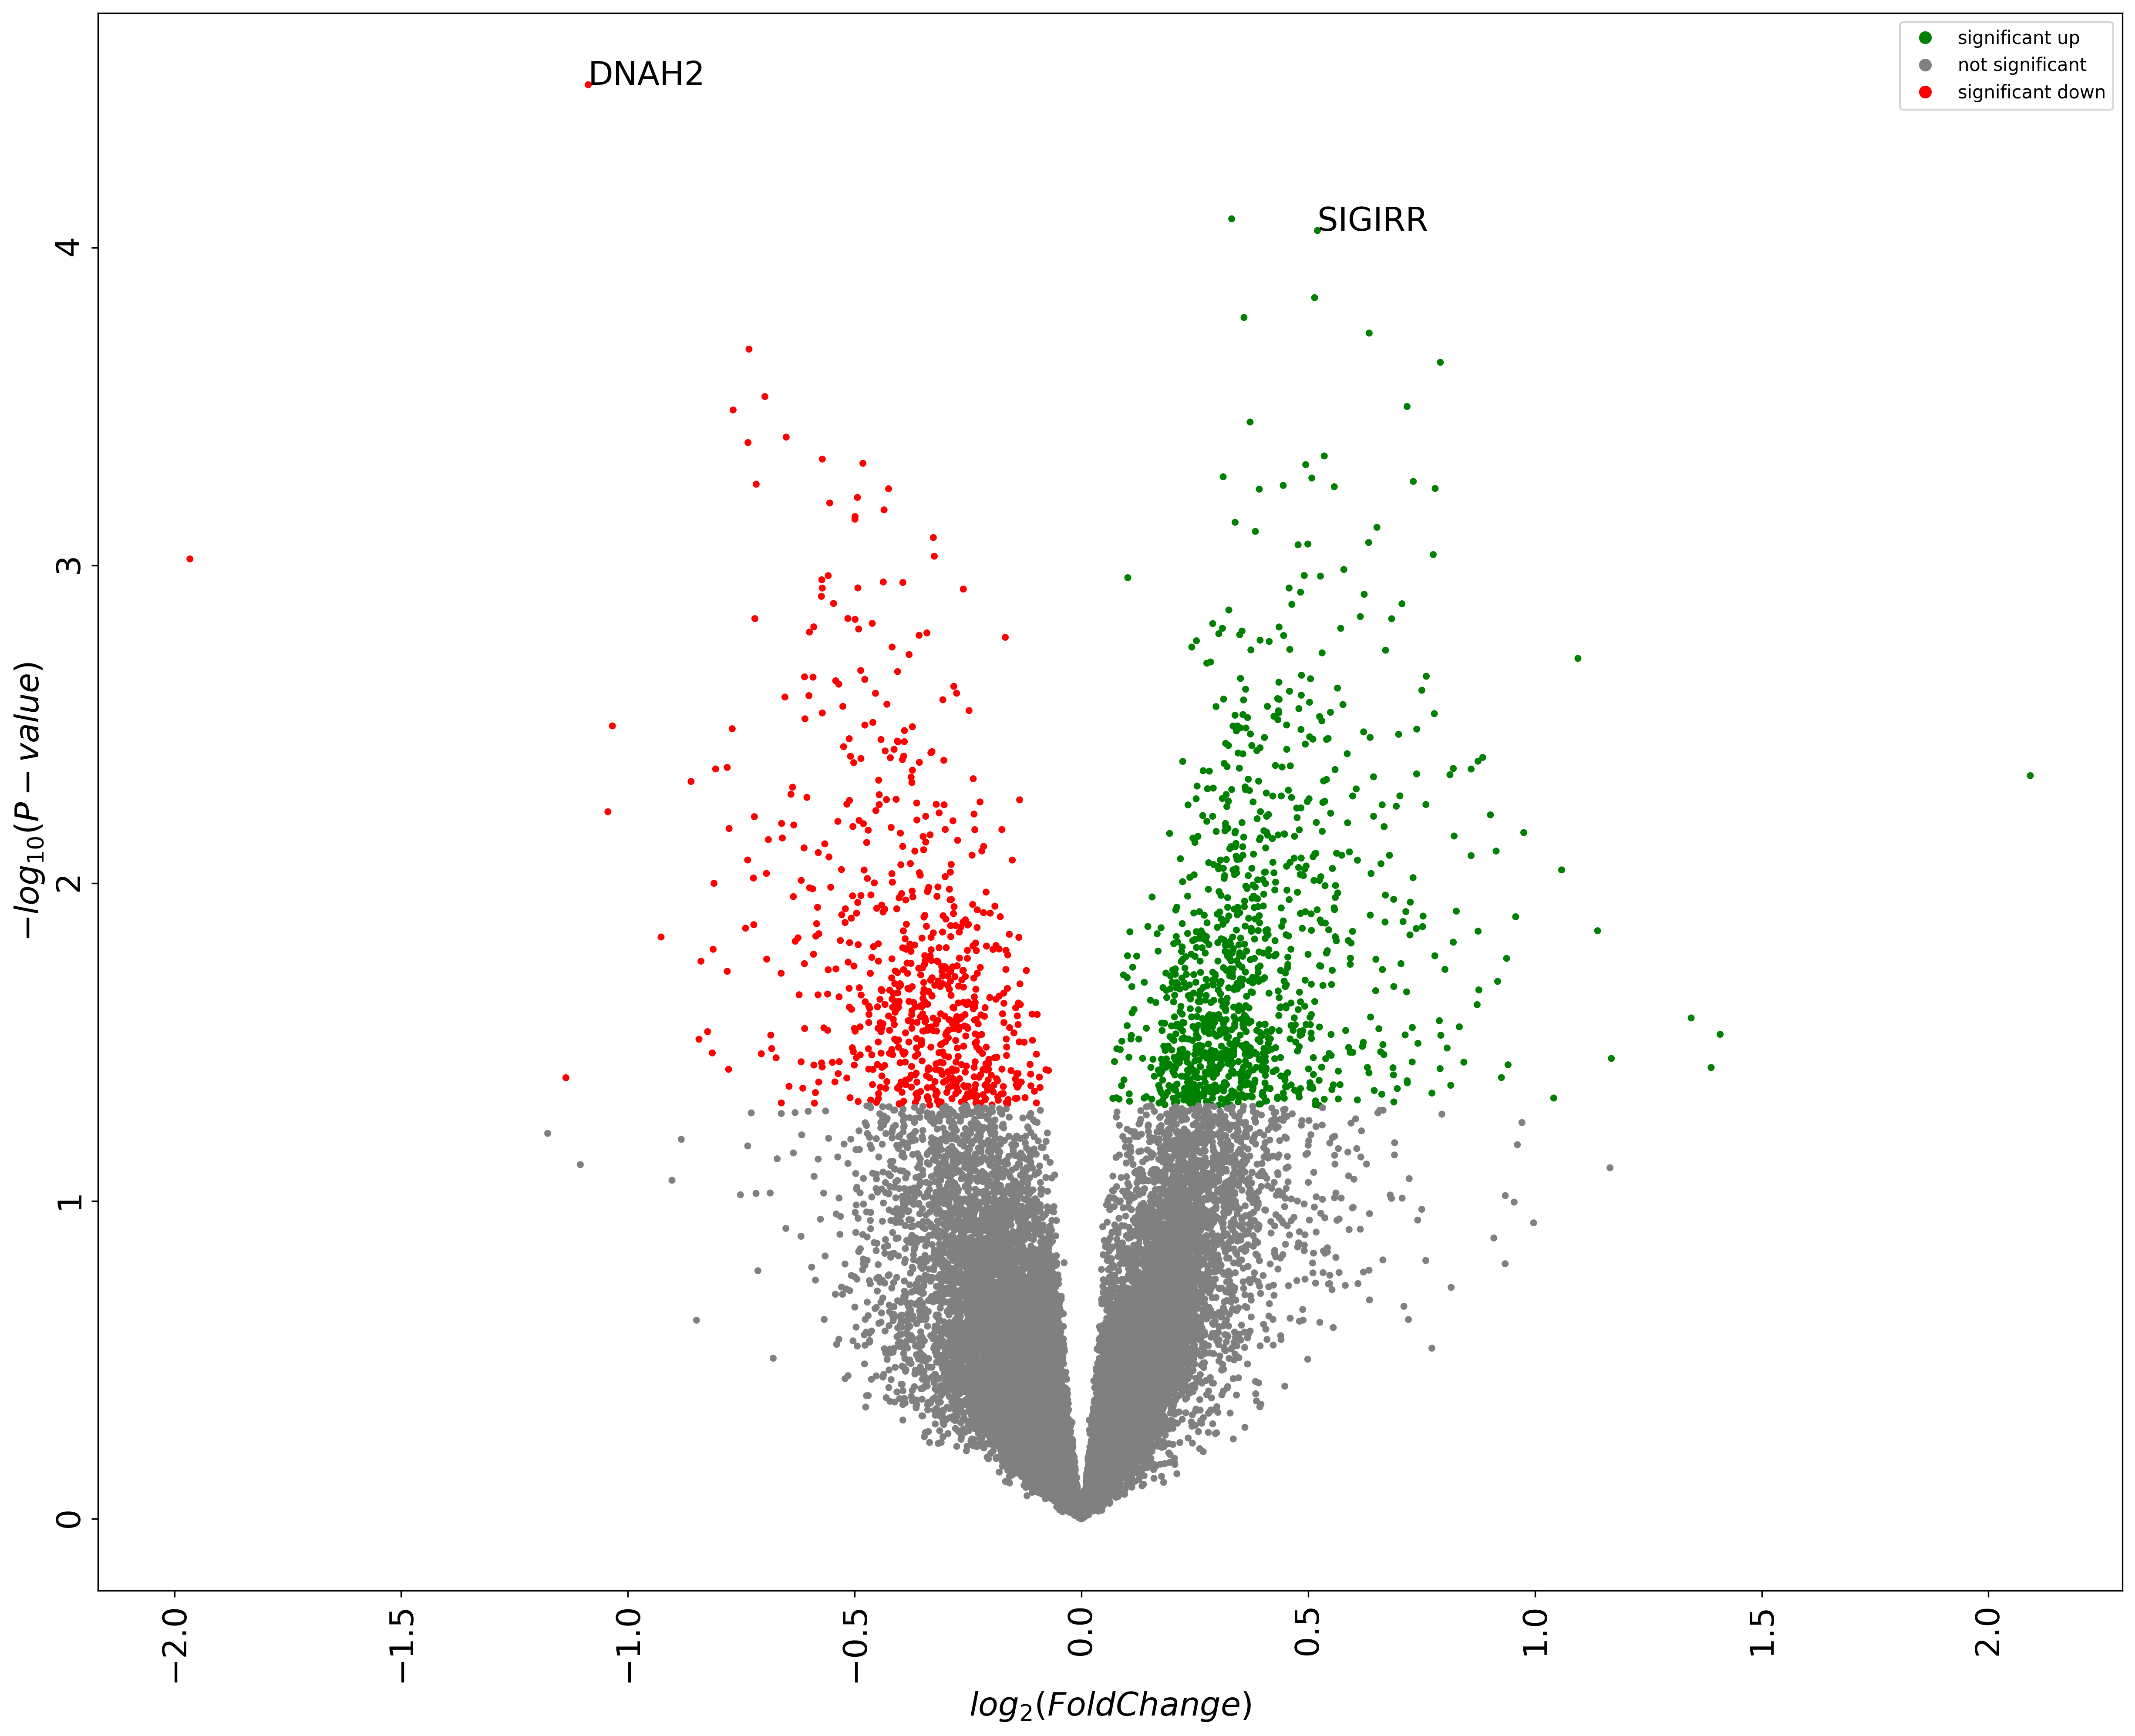 significant up
not significant
significant down
DNAH2
SIGIRR
4
3
2
1
0
−log₁₀(P − value)
−2.0
−1.5
−1.0
−0.5
0.0
0.5
1.0
1.5
2.0
log₂(FoldChange)